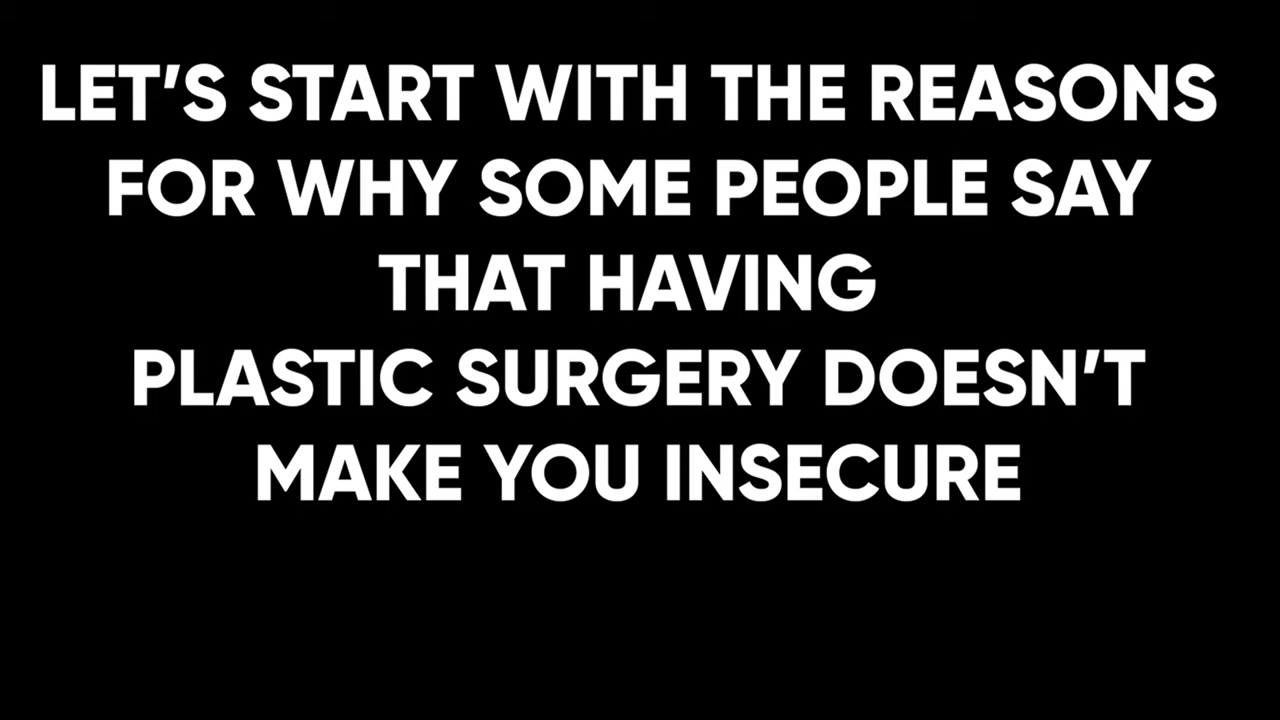 LET’S START WITH THE REASONS
FOR WHY SOME PEOPLE SAY
THAT HAVING
PLASTIC SURGERY DOESN’T
MAKE YOU INSECURE